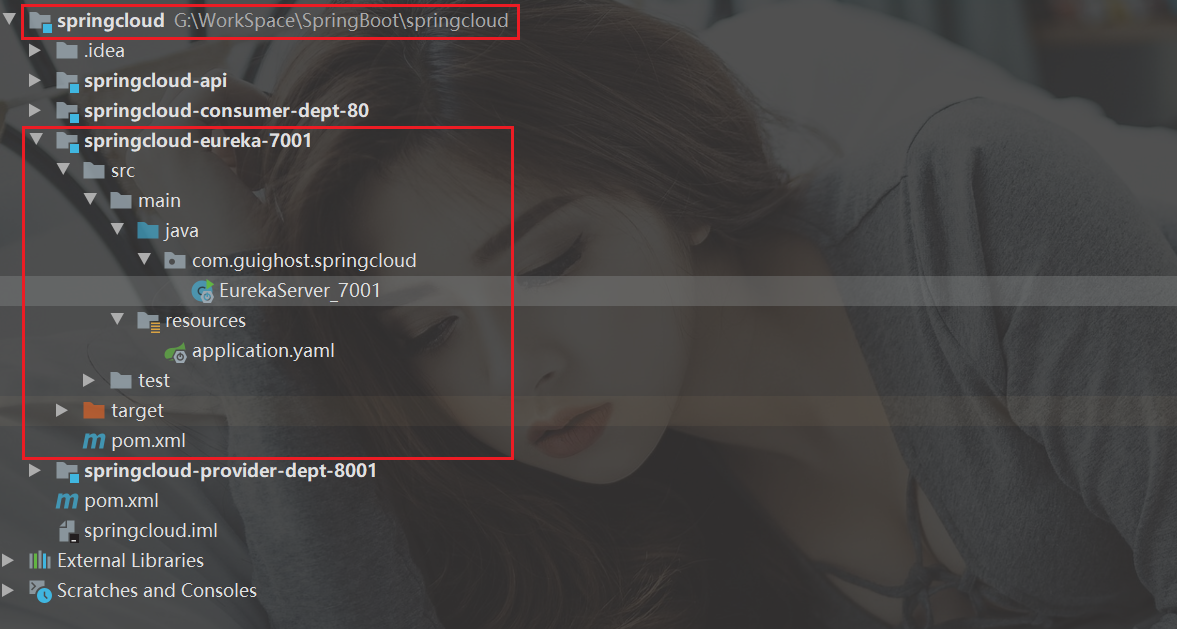 springcloud G:\WorkSpace\SpringBoot\springcloud
.idea
springcloud-api
springcloud-consumer-dept-80
springcloud-eureka-7001
src
main
java
com.guighost.springcloud
EurekaServer_7001
resources
application.yaml
test
target
pom.xml
springcloud-provider-dept-8001
pom.xml
springcloud.iml
External Libraries
Scratches and Consoles